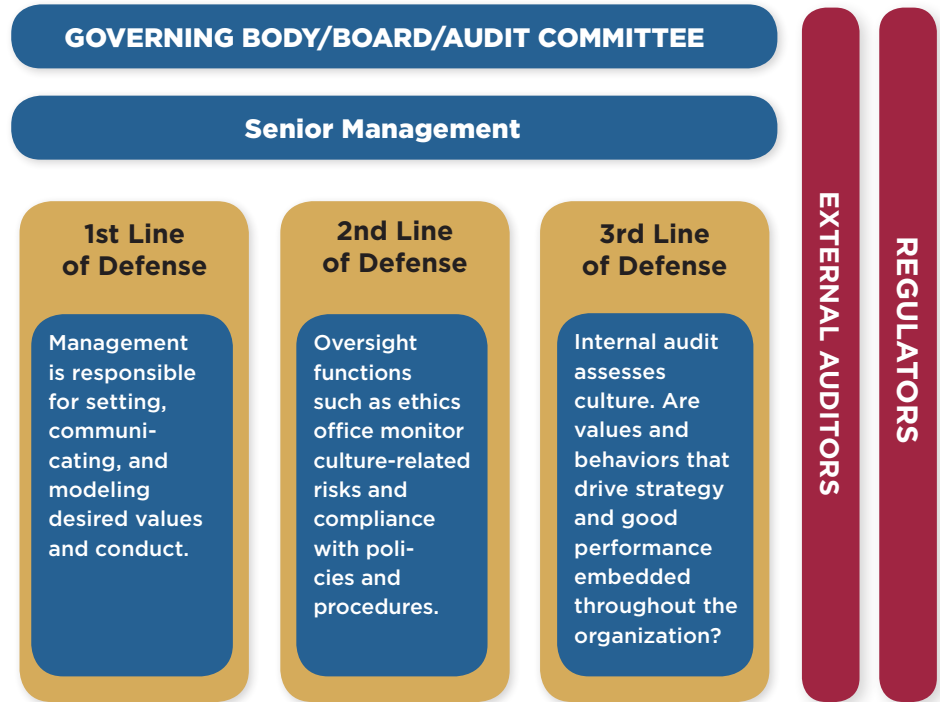 GOVERNING BODY/BOARD/AUDIT COMMITTEE
Senior Management
1st Line
of Defense
Management
is responsible
for setting,
communi-
cating, and
modeling
desired values
and conduct.
2nd Line
of Defense
Oversight
functions
such as ethics
office monitor
culture-related
risks and
compliance
with poli-
cies and
procedures.
3rd Line
of Defense
Internal audit
assesses
culture. Are
values and
behaviors that
drive strategy
and good
performance
embedded
throughout the
organization?
EXTERNAL AUDITORS
REGULATORS